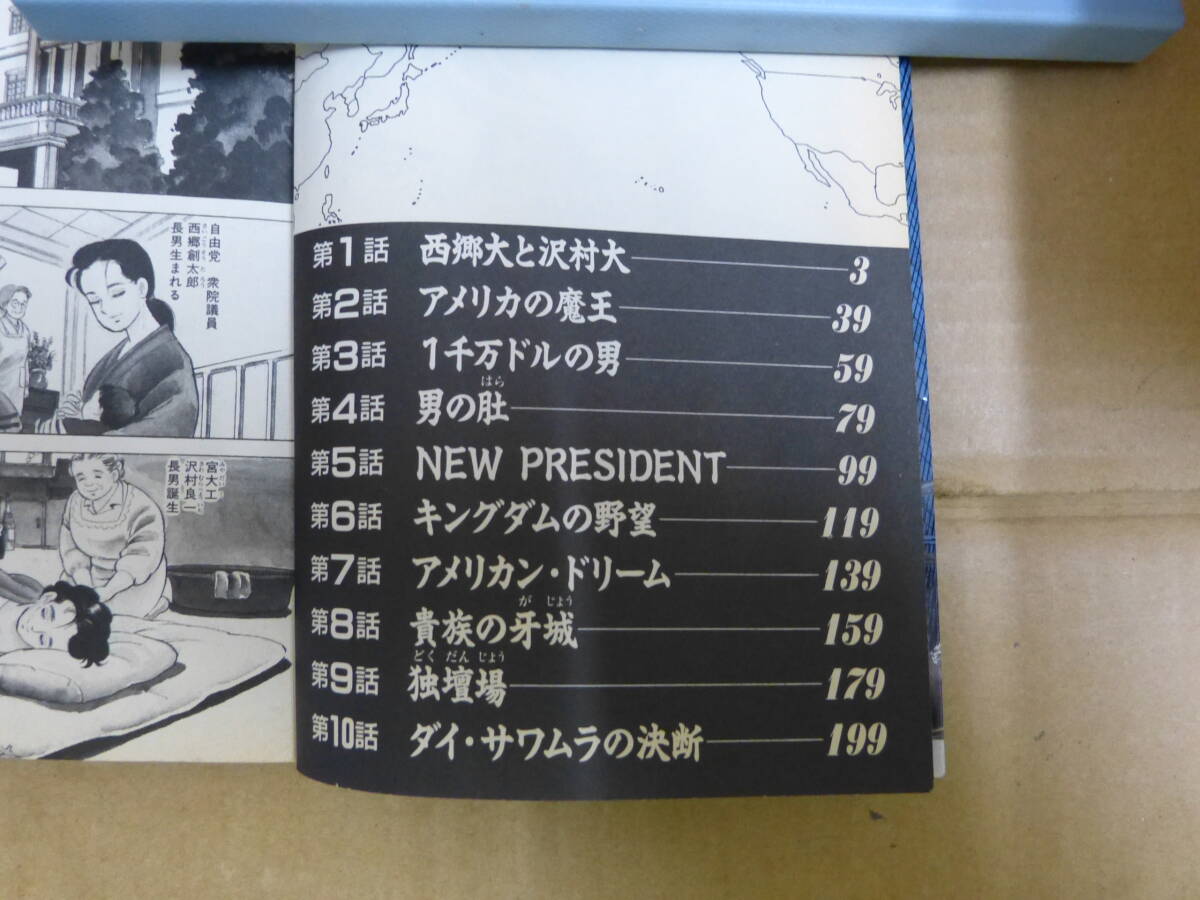 第1話 西郷大と沢村大 3
第2話 アメリカの魔王 39
第3話 1千万ドルの男 59
はら
第4話 男の肚 79
第5話 NEW PRESIDENT 99
第6話 キングダムの野望 119
第7話 アメリカン・ドリーム 139
が じょう
第8話 貴族の牙城 159
どく だん じょう
第9話 独壇場 179
第10話 ダイ・サワムラの決断 199
自由党 衆院議員
西郷創太郎
長男生まれる
宮大工
沢村良一
長男誕生